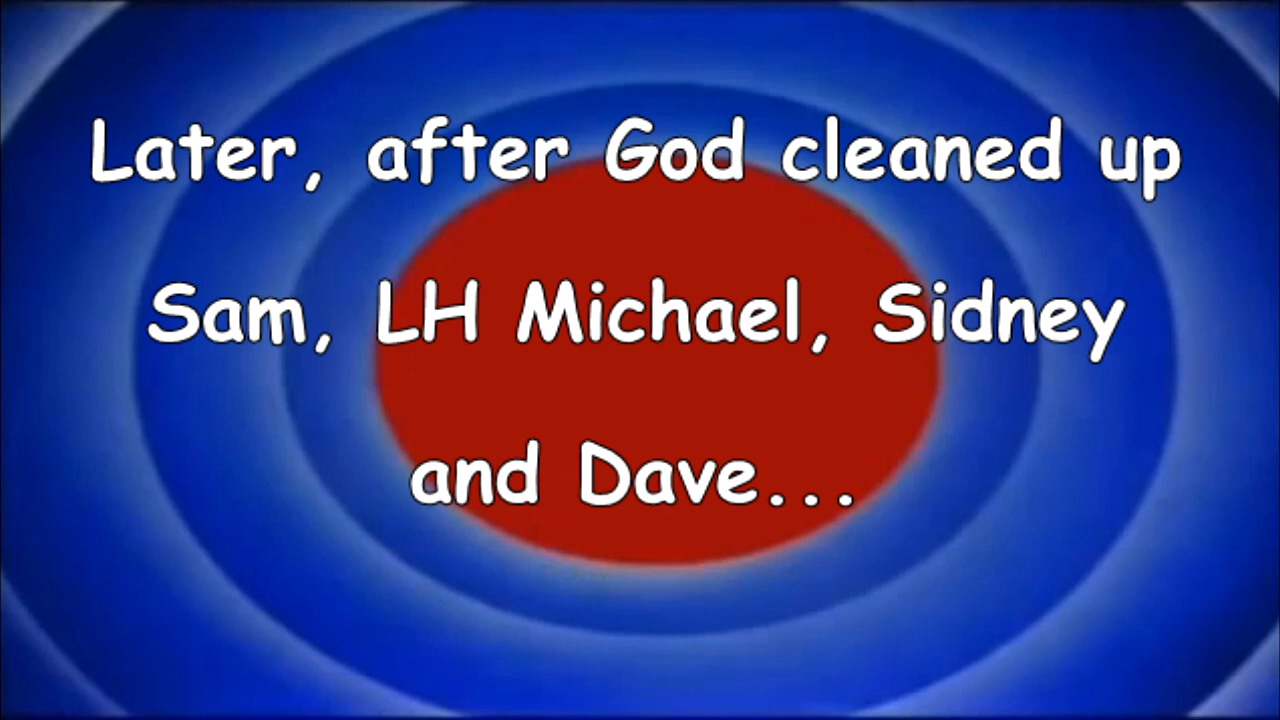 Later, after God cleaned up
Sam, LH Michael, Sidney
and Dave...